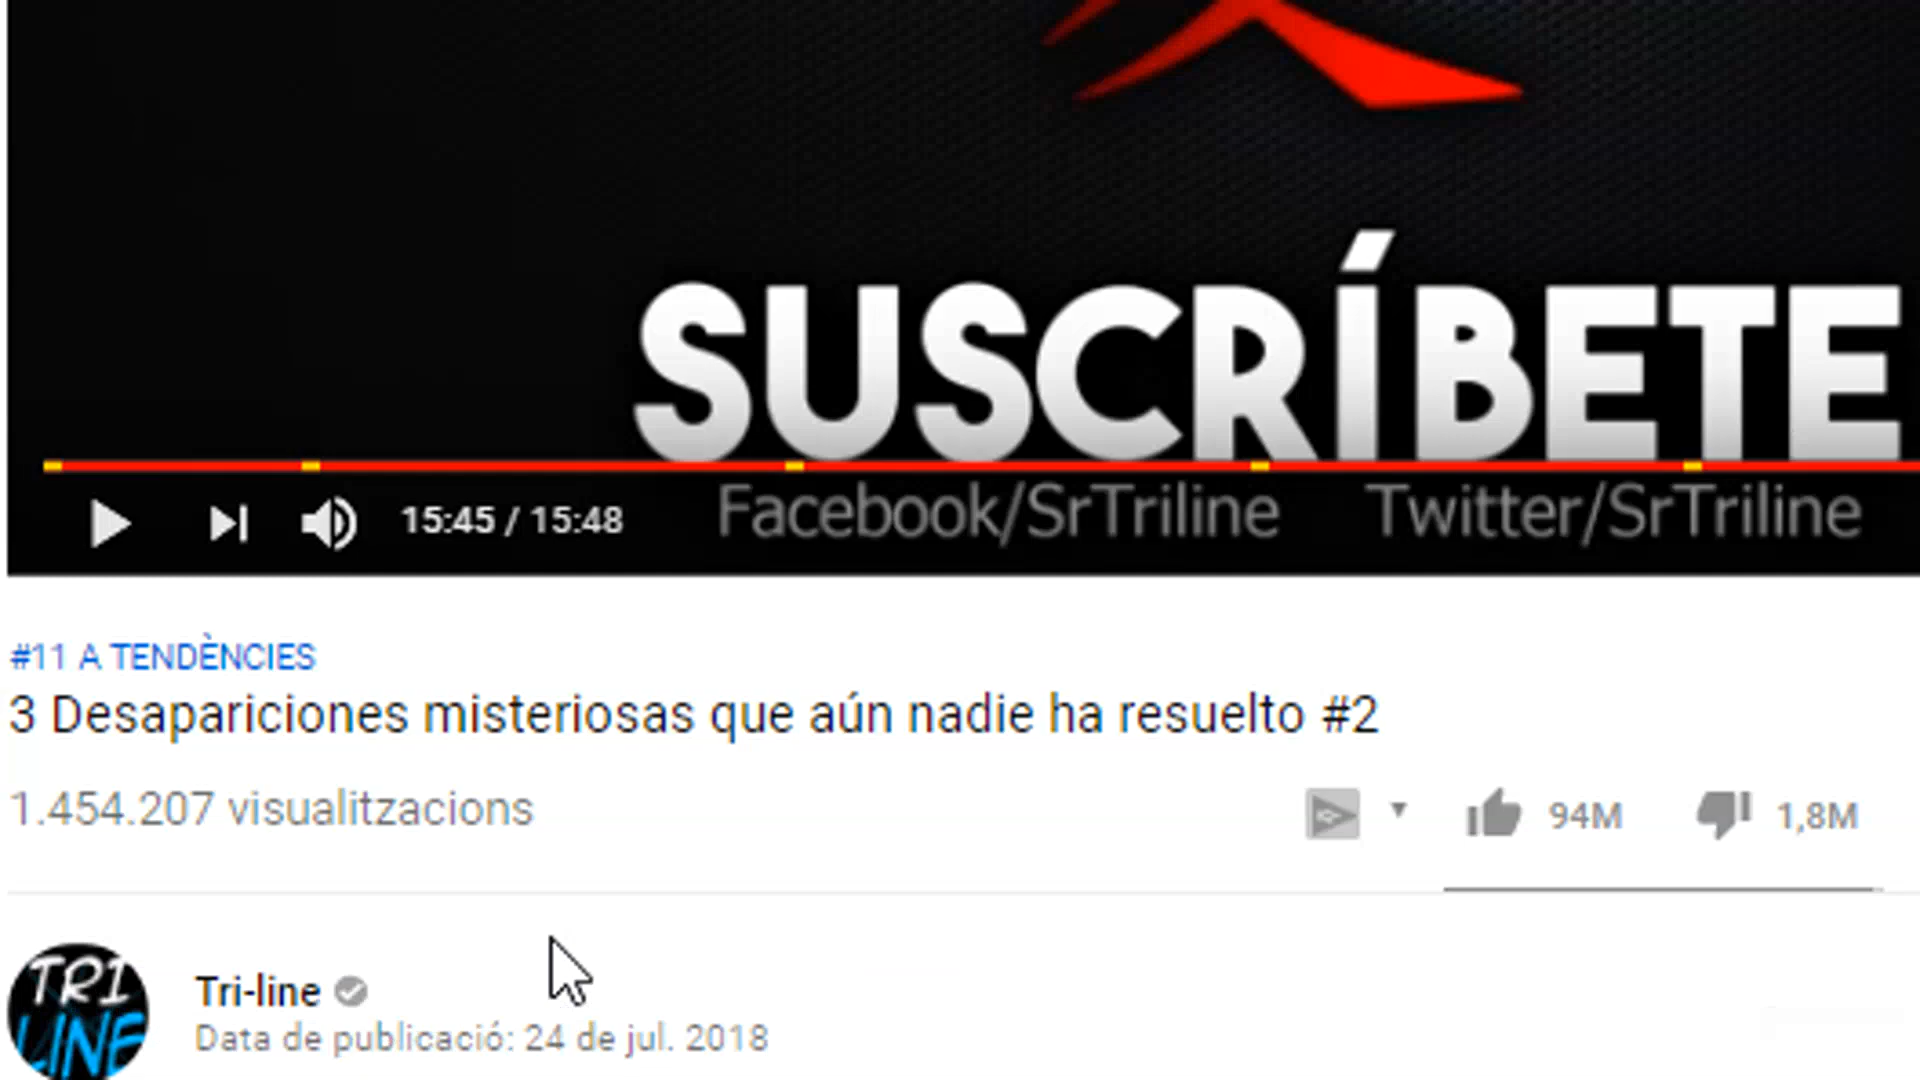 SUSCRÍBETE
15:45 / 15:48 Facebook/SrTriline Twitter/SrTriline
#11 A TENDÈNCIES
3 Desapariciones misteriosas que aún nadie ha resuelto #2
1.454.207 visualitzacions 94M 1,8M
TRI
LINE
Tri-line
Data de publicació: 24 de jul. 2018